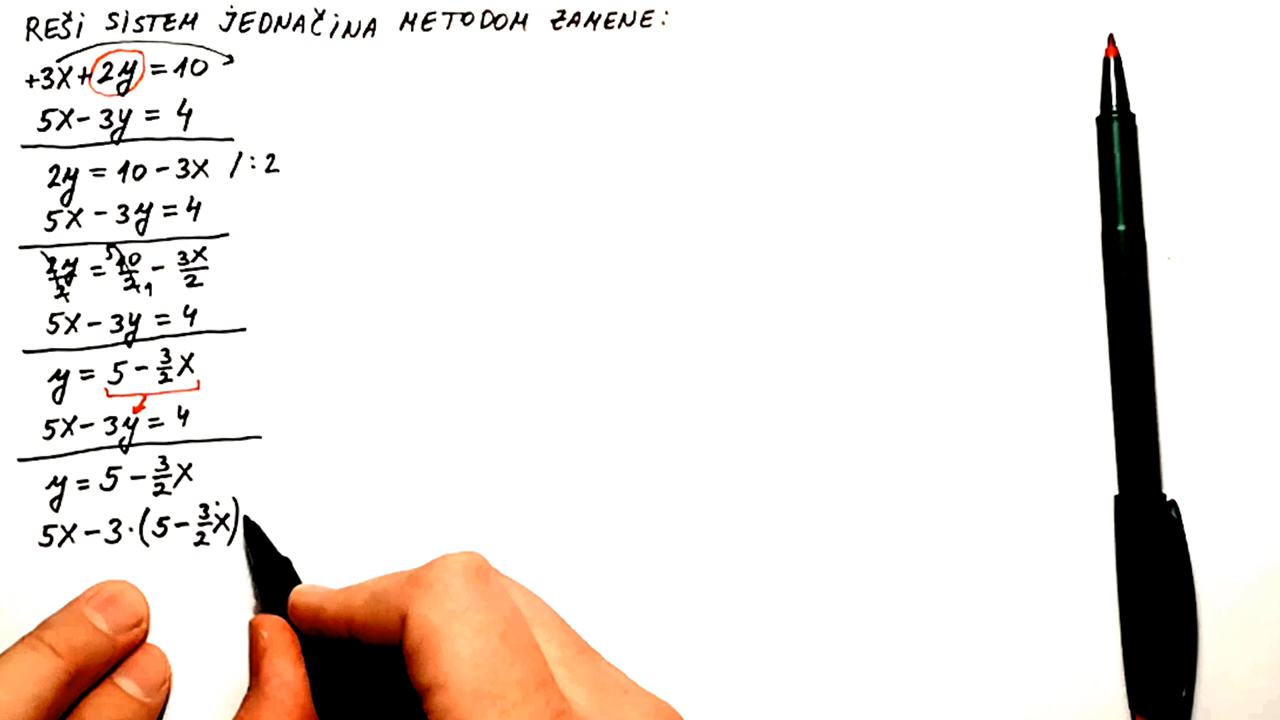 REŠI SISTEM JEDNAČINA METODOM ZAMENE:
+3x+2y=10
5x-3y=4
2y=10-3x /:2
5x-3y=4
2y/2=10/2-3x/2 5 1
5x-3y=4
y=5-3/2x
5x-3y=4
y=5-3/2x
5x-3·(5-3/2x)